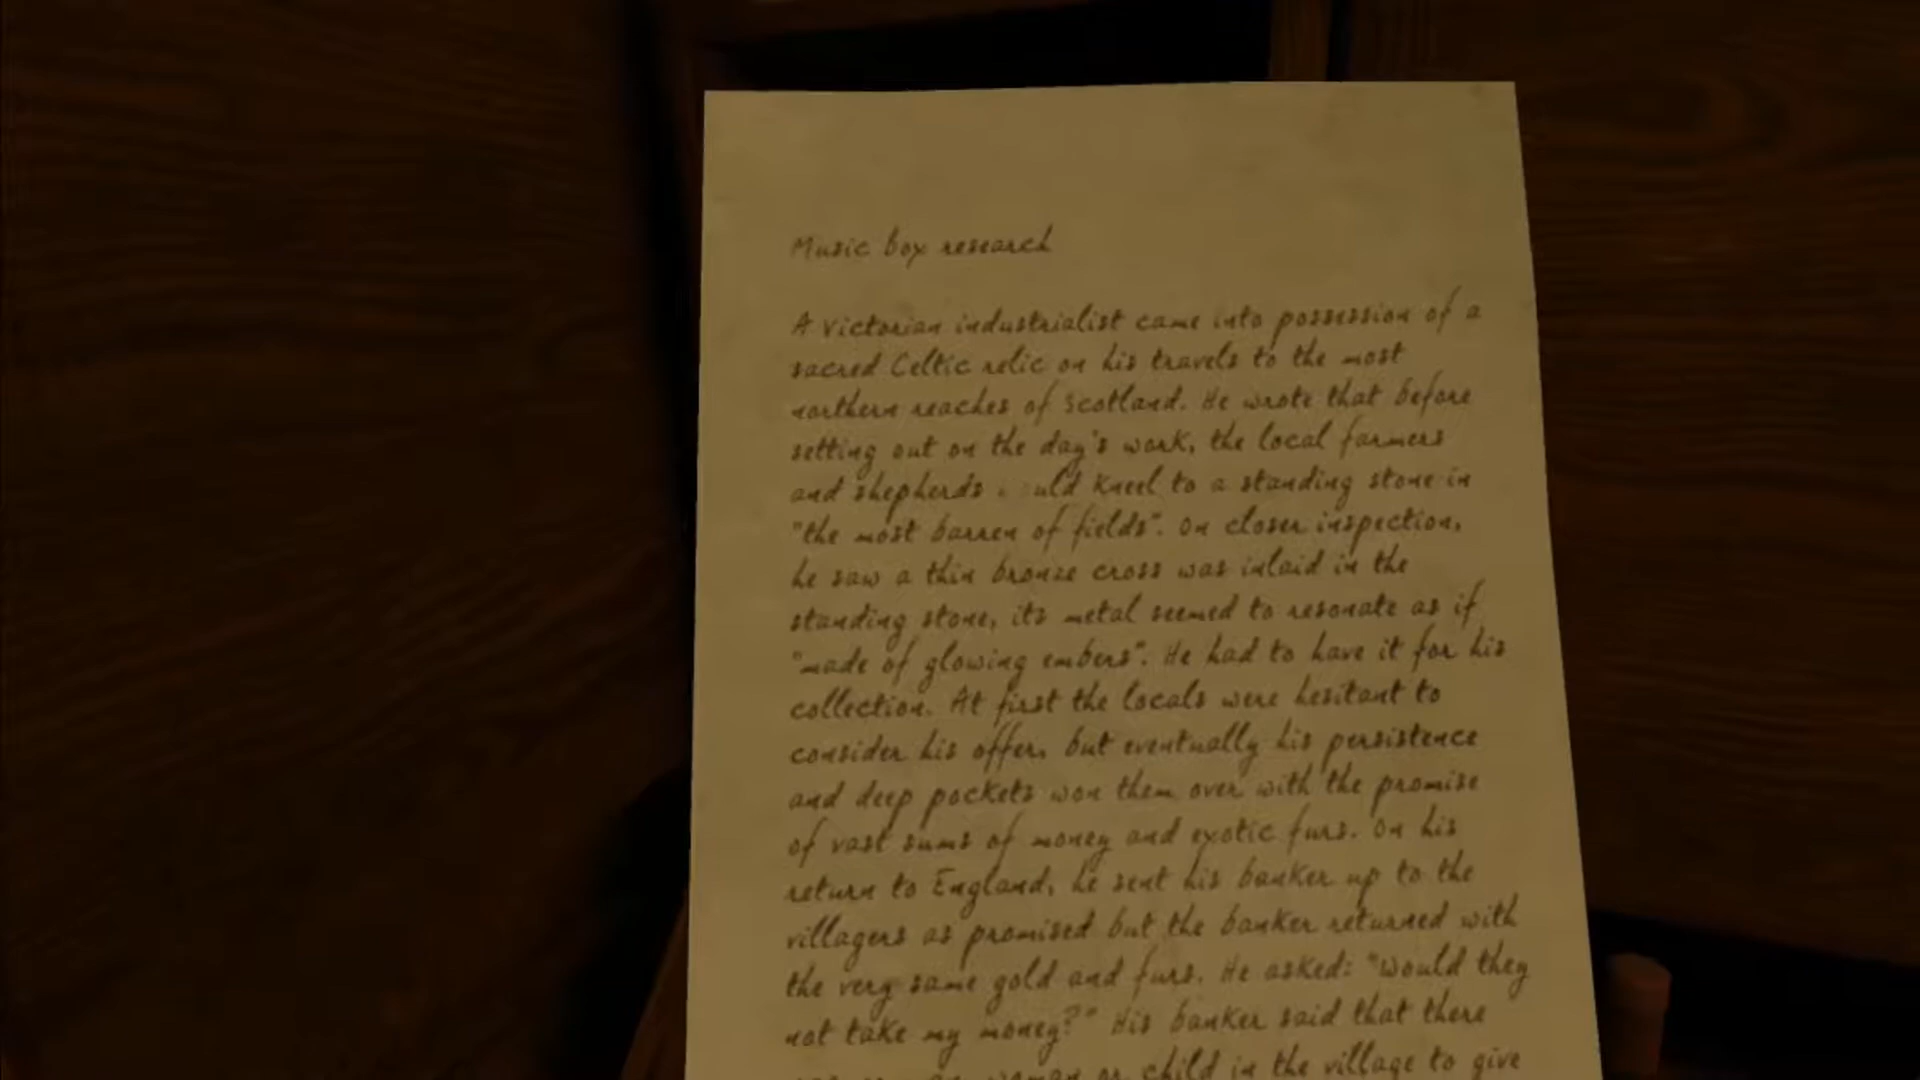 Music box research
A Victorian industrialist came into possession of a
sacred Celtic relic on his travels to the most
northern reaches of Scotland. He wrote that before
setting out on the day's work, the local farmers
and shepherds kneel to a standing stone in
"the most barren of fields". On closer inspection,
he saw a thin bronze cross was inlaid in the
standing stone, its metal seemed to resonate as if
"made of glowing embers". He had to have it for his
collection. At first the locals were hesitant to
consider his offer, but eventually his persistence
and deep pockets won them over with the promise
of vast sums of money and exotic furs. On his
return to England, he sent his banker up to the
villagers as promised but the banker returned with
the very same gold and furs. He asked: "Would they
not take my money?" His banker said that there
woman or child in the village to give